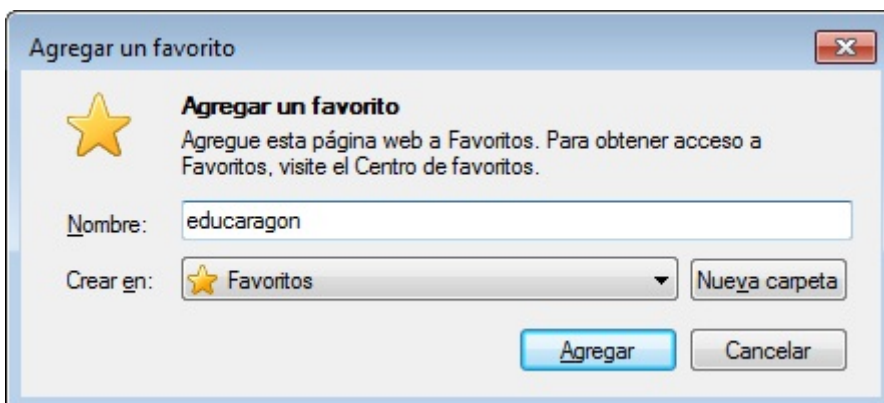 Agregar un favorito
Agregar un favorito
Agregue esta página web a Favoritos. Para obtener acceso a
Favoritos, visite el Centro de favoritos.
Nombre: educaragon
Crear en: Favoritos Nueva carpeta
Agregar Cancelar